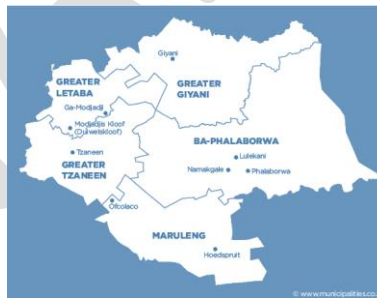 Giyani
GREATER
LETABA
GREATER
GIYANI
Ga-Modjadji
Modjadjis Kloof
(Duiwelskloof)
BA-PHALABORWA
Tzaneen
Lulekani
GREATER
TZANEEN
Namakgale
Phalaborwa
Ofcolaco
MARULENG
Hoedspruit
© www.municipalities.co.